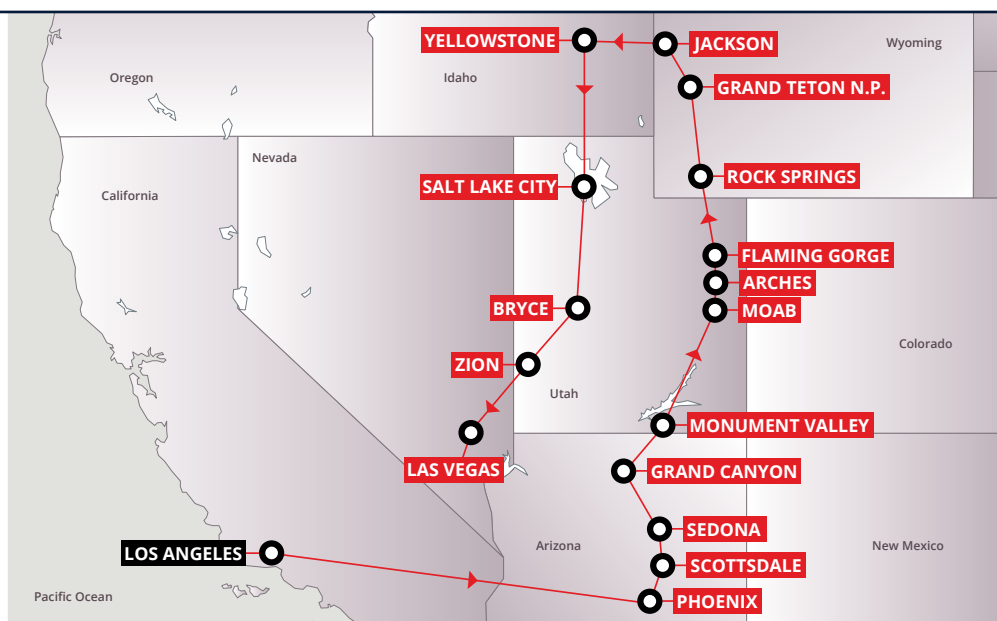 YELLOWSTONE
JACKSON
Wyoming
Oregon
Idaho
GRAND TETON N.P.
Nevada
SALT LAKE CITY
ROCK SPRINGS
California
FLAMING GORGE
ARCHES
BRYCE
MOAB
Colorado
ZION
Utah
MONUMENT VALLEY
LAS VEGAS
GRAND CANYON
SEDONA
LOS ANGELES
Arizona
New Mexico
SCOTTSDALE
Pacific Ocean
PHOENIX